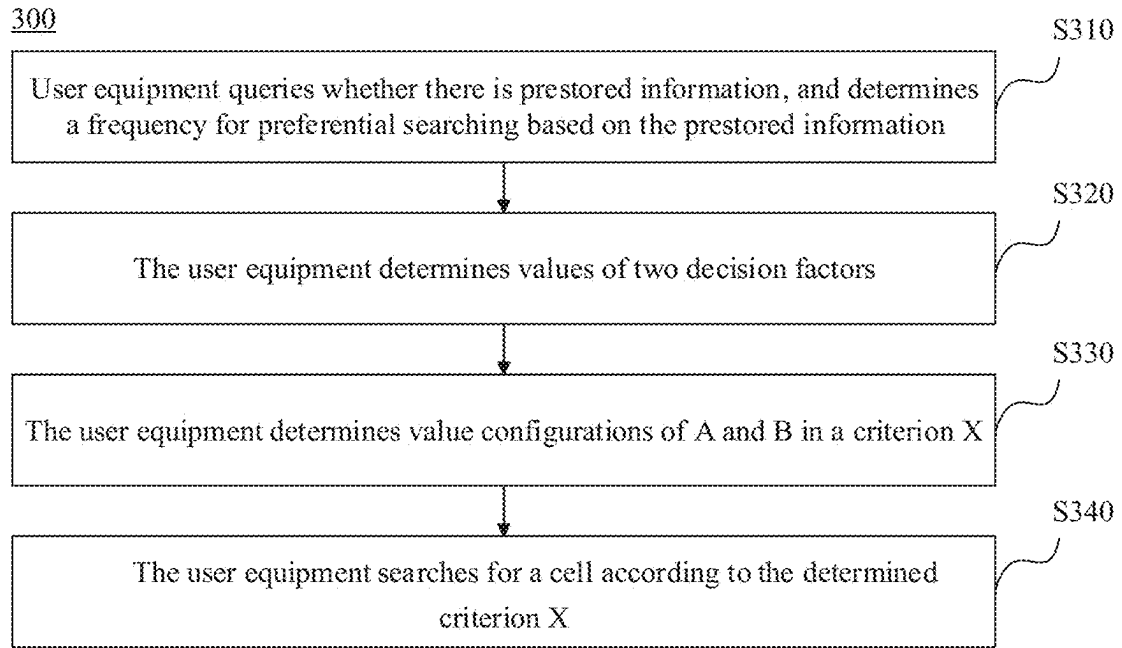 300
S310
User equipment queries whether there is prestored information, and determines
a frequency for preferential searching based on the prestored information
S320
The user equipment determines values of two decision factors
S330
The user equipment determines value configurations of A and B in a criterion X
S340
The user equipment searches for a cell according to the determined
criterion X